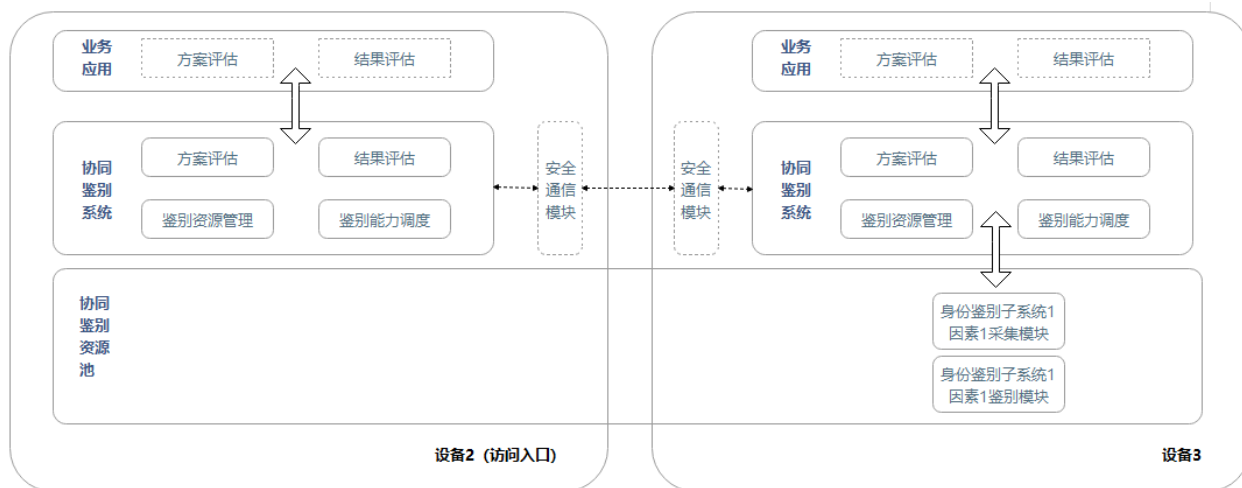 业务
应用
方案评估
结果评估
协同
鉴别
系统
方案评估
结果评估
鉴别资源管理
鉴别能力调度
安全
通信
模块
安全
通信
模块
业务
应用
方案评估
结果评估
协同
鉴别
系统
方案评估
结果评估
鉴别资源管理
鉴别能力调度
协同
鉴别
资源
池
身份鉴别子系统1
因素1采集模块
身份鉴别子系统1
因素1鉴别模块
设备2（访问入口）
设备3